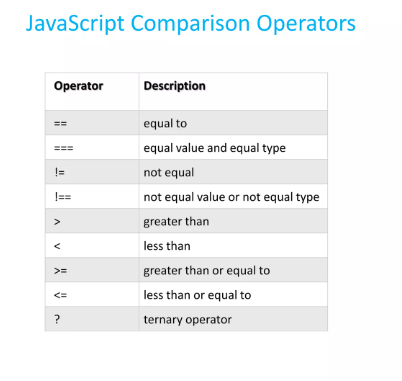 JavaScript Comparison Operators
Operator Description
== equal to
=== equal value and equal type
!= not equal
!== not equal value or not equal type
> greater than
< less than
>= greater than or equal to
<= less than or equal to
? ternary operator